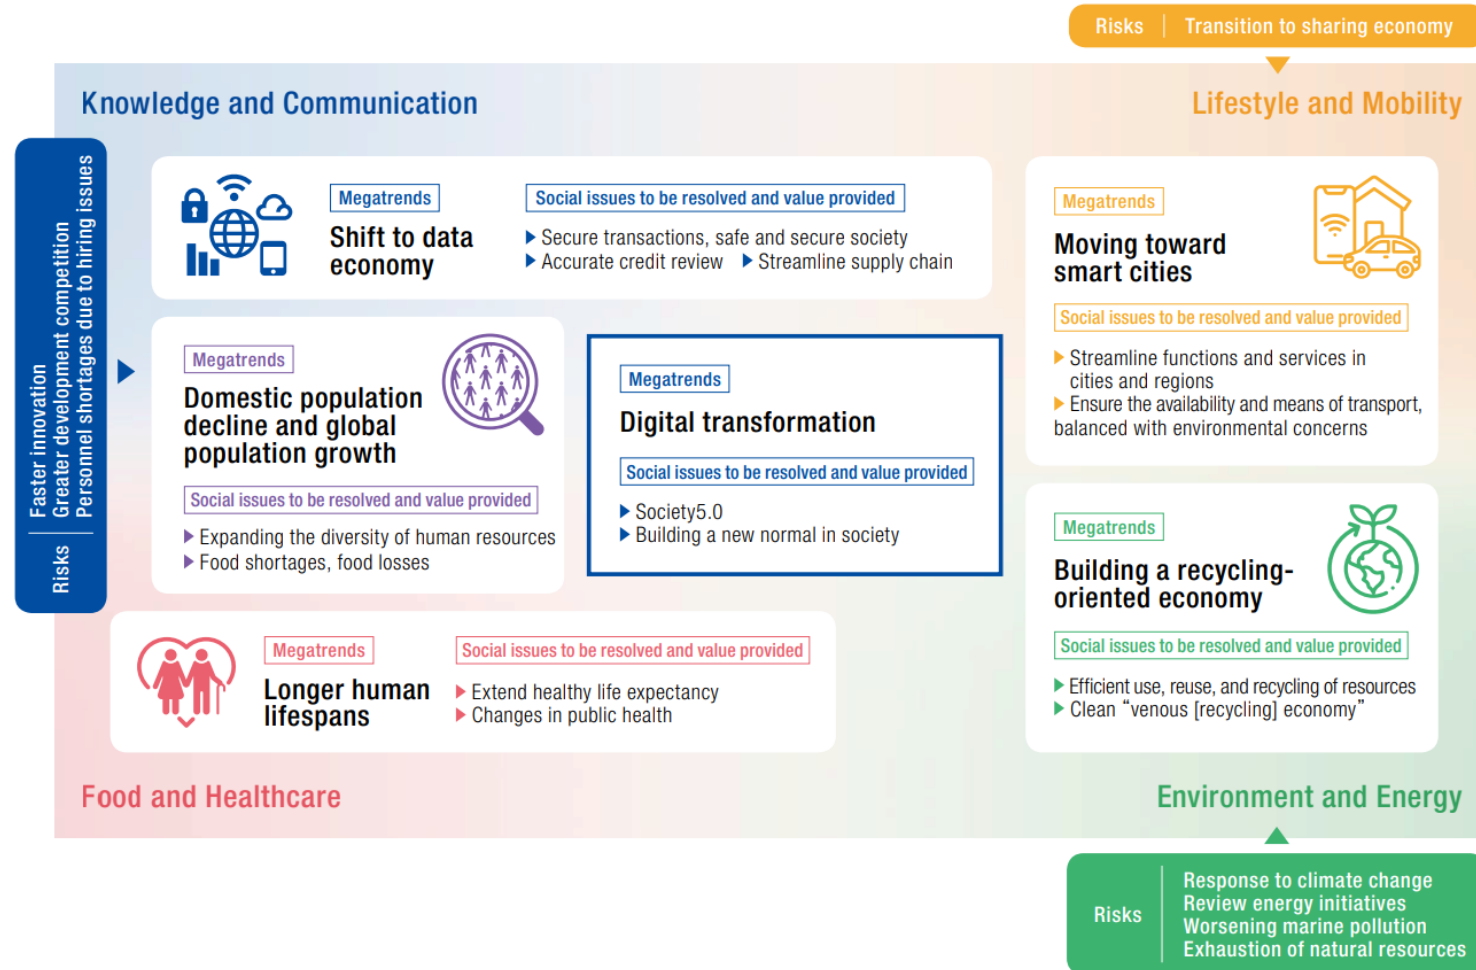 Risks
Transition to sharing economy
Knowledge and Communication
Lifestyle and Mobility
Risks
Faster innovation
Greater development competition
Personnel shortages due to hiring issues
Megatrends
Shift to data
economy
Social issues to be resolved and value provided
Secure transactions, safe and secure society
Accurate credit review
Streamline supply chain
Megatrends
Domestic population
decline and global
population growth
Social issues to be resolved and value provided
Expanding the diversity of human resources
Food shortages, food losses
Megatrends
Digital transformation
Social issues to be resolved and value provided
Society5.0
Building a new normal in society
Megatrends
Moving toward
smart cities
Social issues to be resolved and value provided
Streamline functions and services in
cities and regions
Ensure the availability and means of transport,
balanced with environmental concerns
Megatrends
Building a recycling-
oriented economy
Social issues to be resolved and value provided
Efficient use, reuse, and recycling of resources
Clean “venous [recycling] economy”
Megatrends
Longer human
lifespans
Social issues to be resolved and value provided
Extend healthy life expectancy
Changes in public health
Food and Healthcare
Environment and Energy
Risks
Response to climate change
Review energy initiatives
Worsening marine pollution
Exhaustion of natural resources